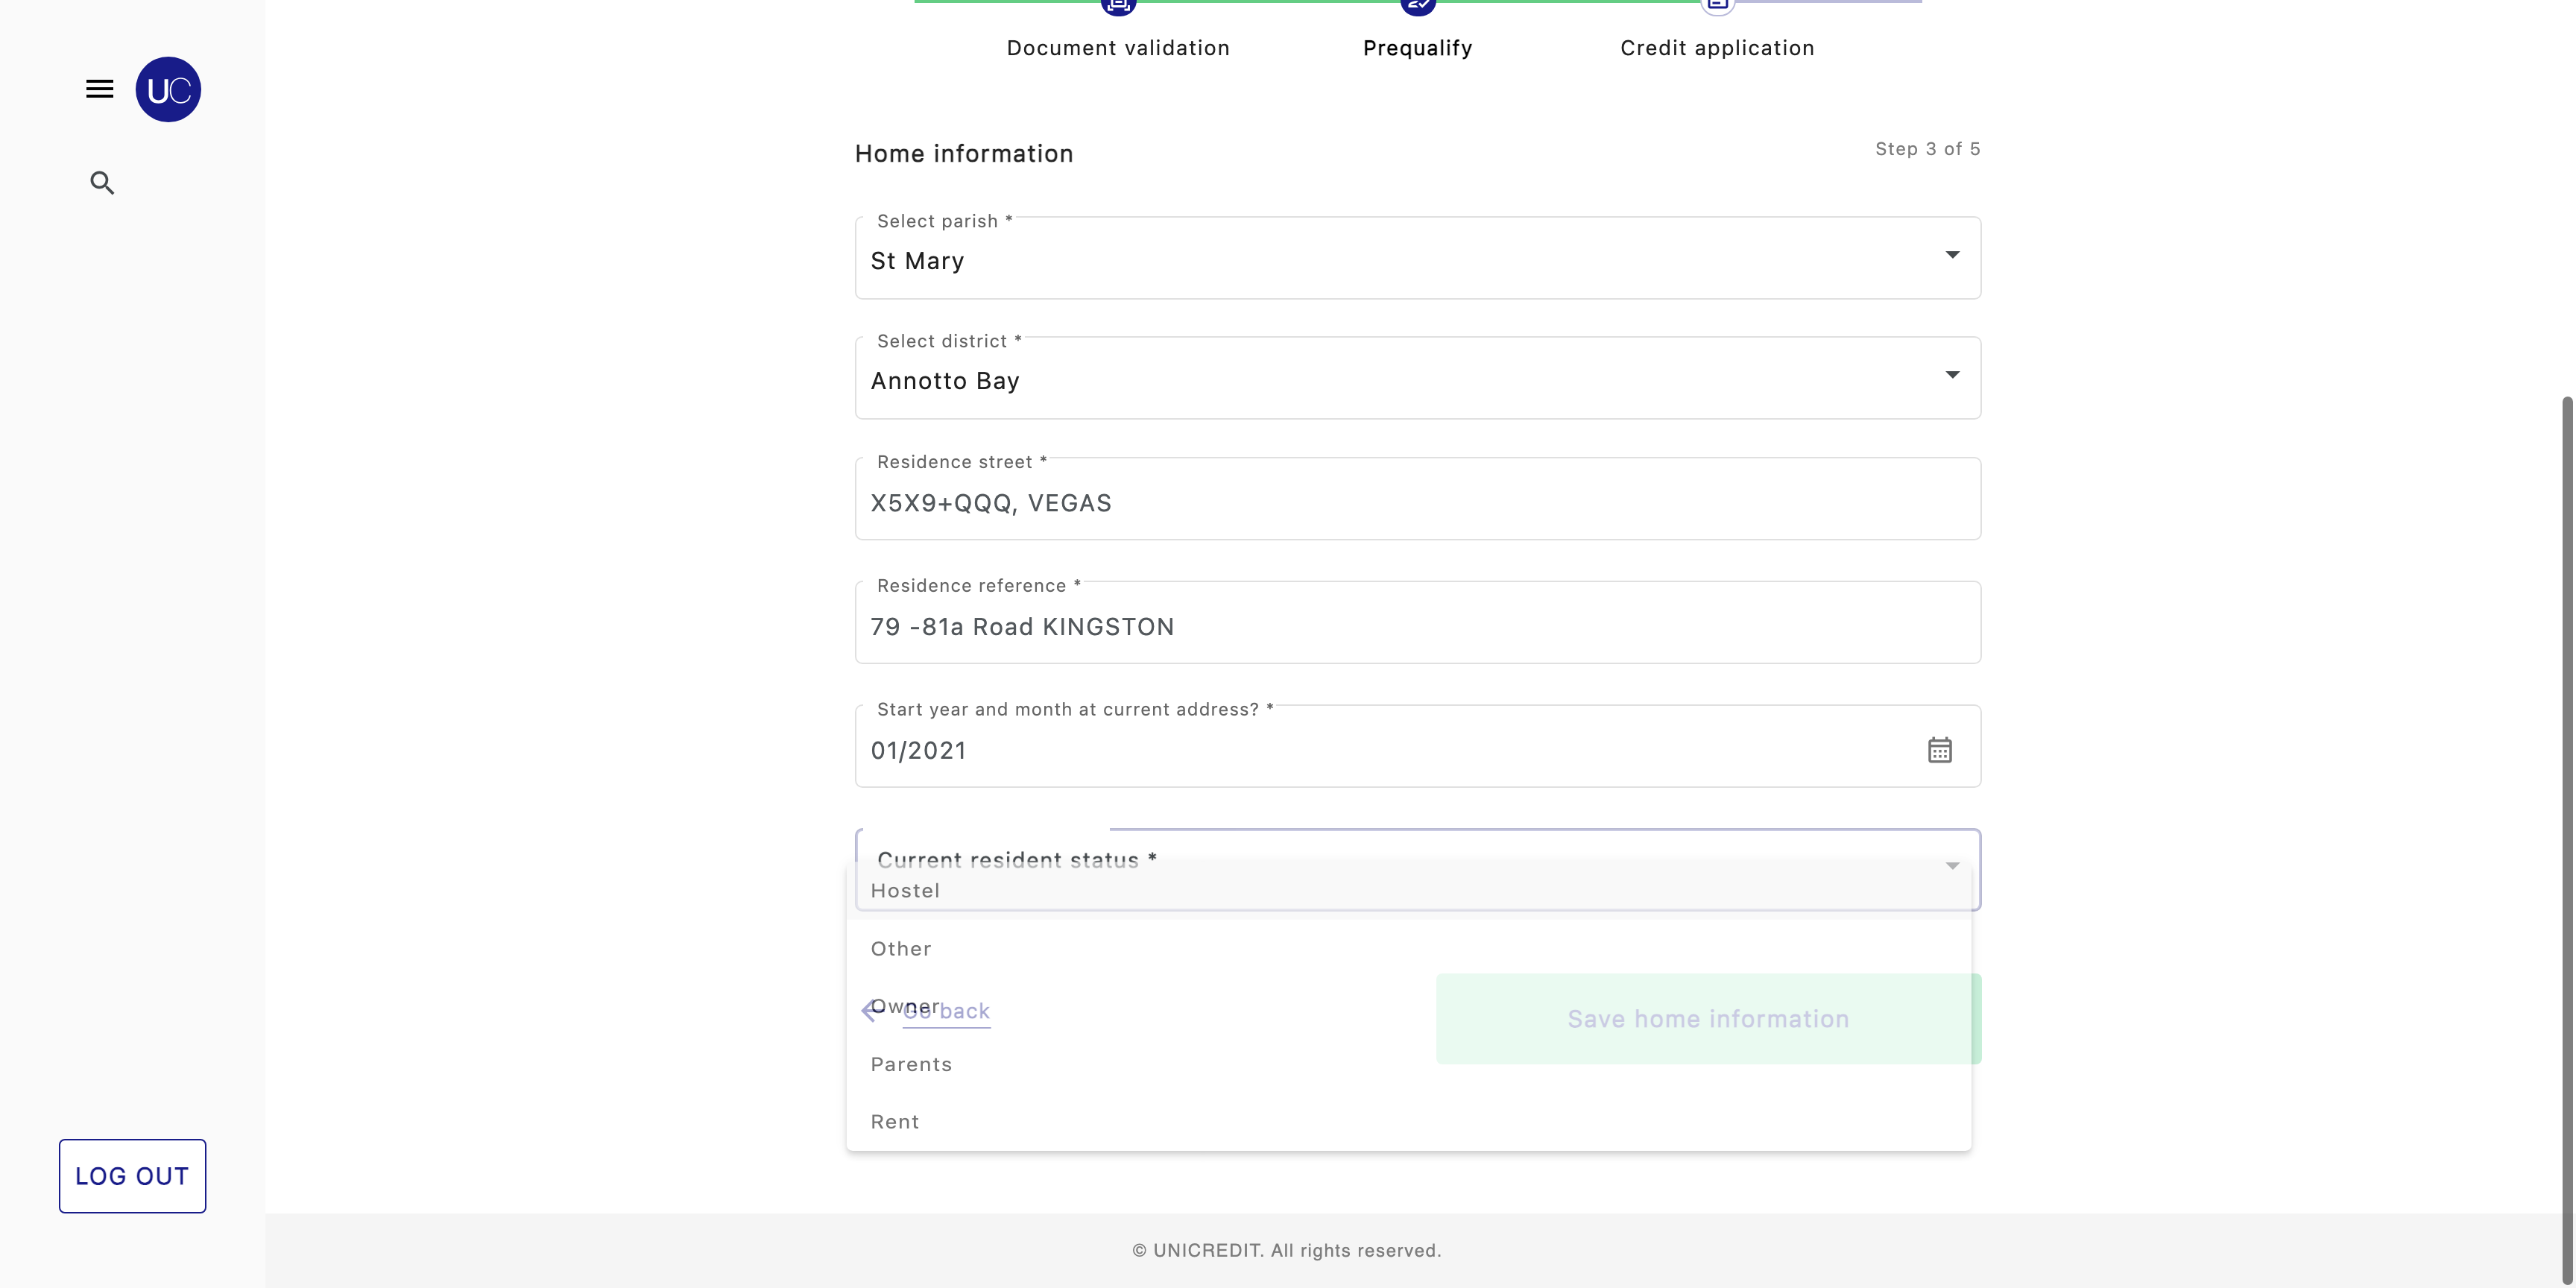 Document validation
Prequalify
Credit application
UC
Home information
Step 3 of 5
Select parish *
St Mary
Select district *
Annotto Bay
Residence street *
X5X9+QQQ, VEGAS
Residence reference *
79 -81a Road KINGSTON
Start year and month at current address? *
01/2021
Current resident status *
Hostel
Other
Owner
Go back
Save home information
Parents
Rent
LOG OUT
© UNICREDIT. All rights reserved.